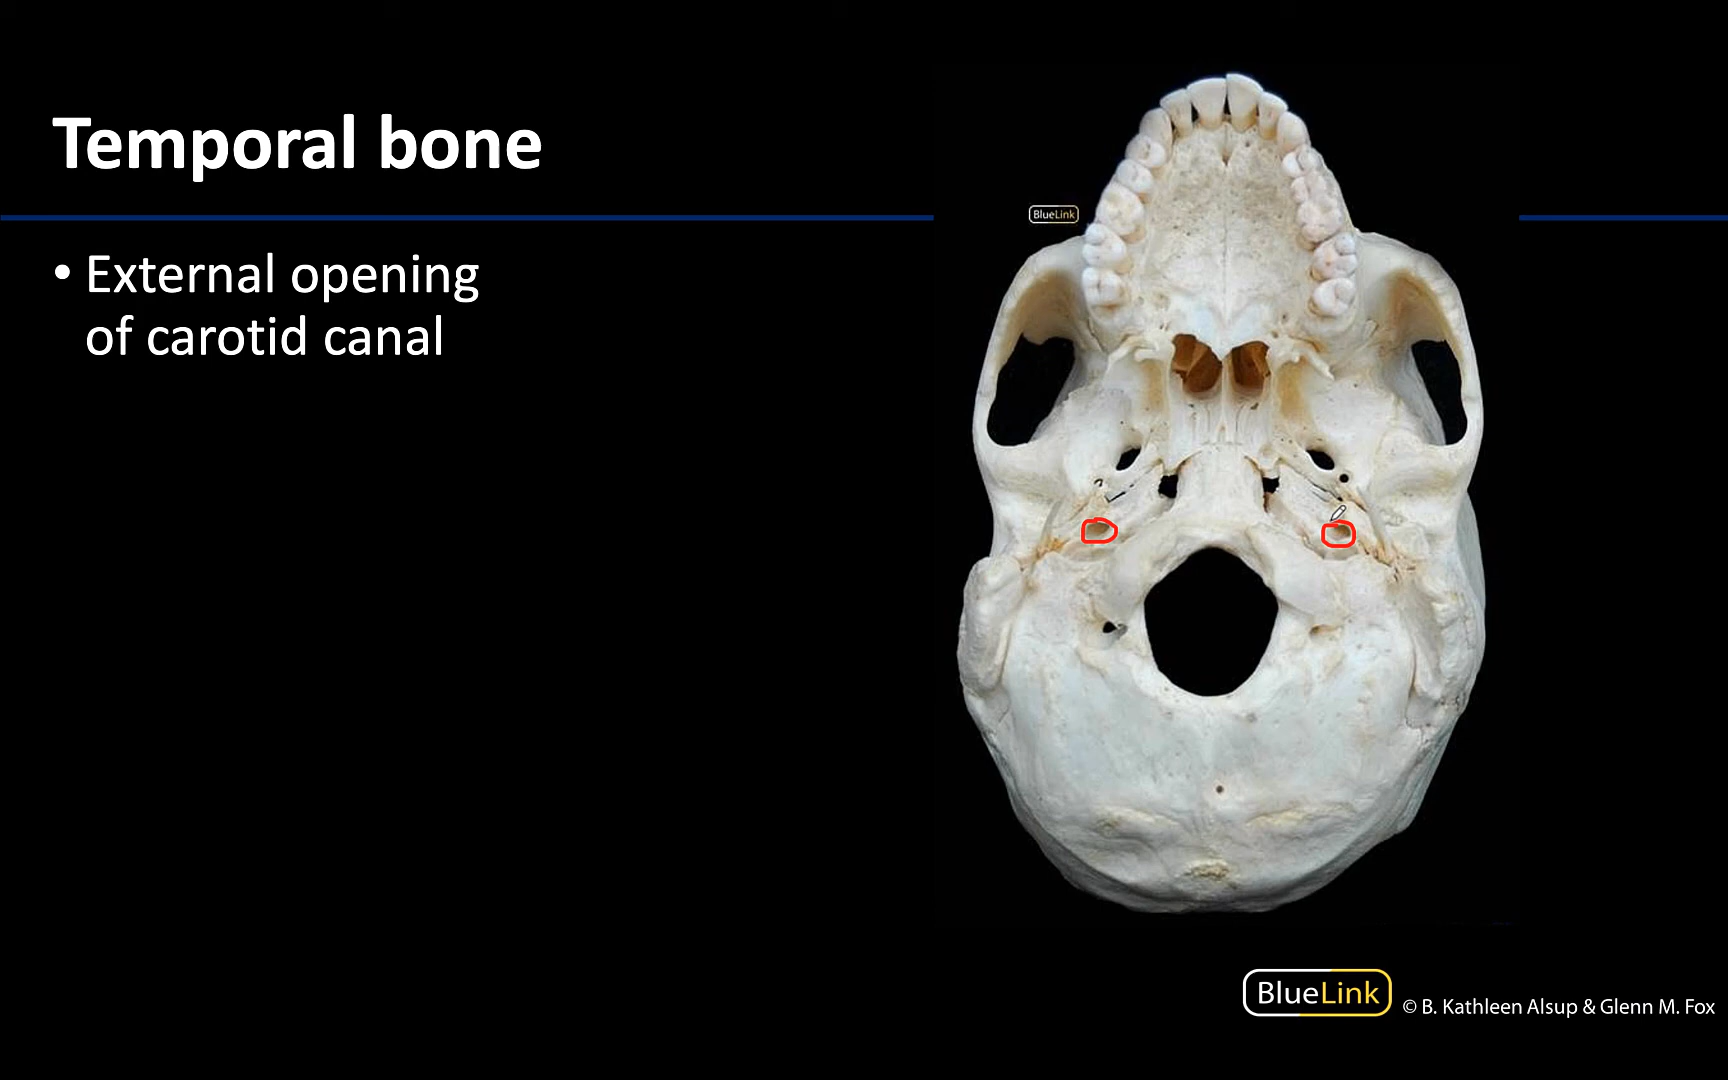 Temporal bone
BlueLink
• External opening
of carotid canal
BlueLink
© B. Kathleen Alsup & Glenn M. Fox